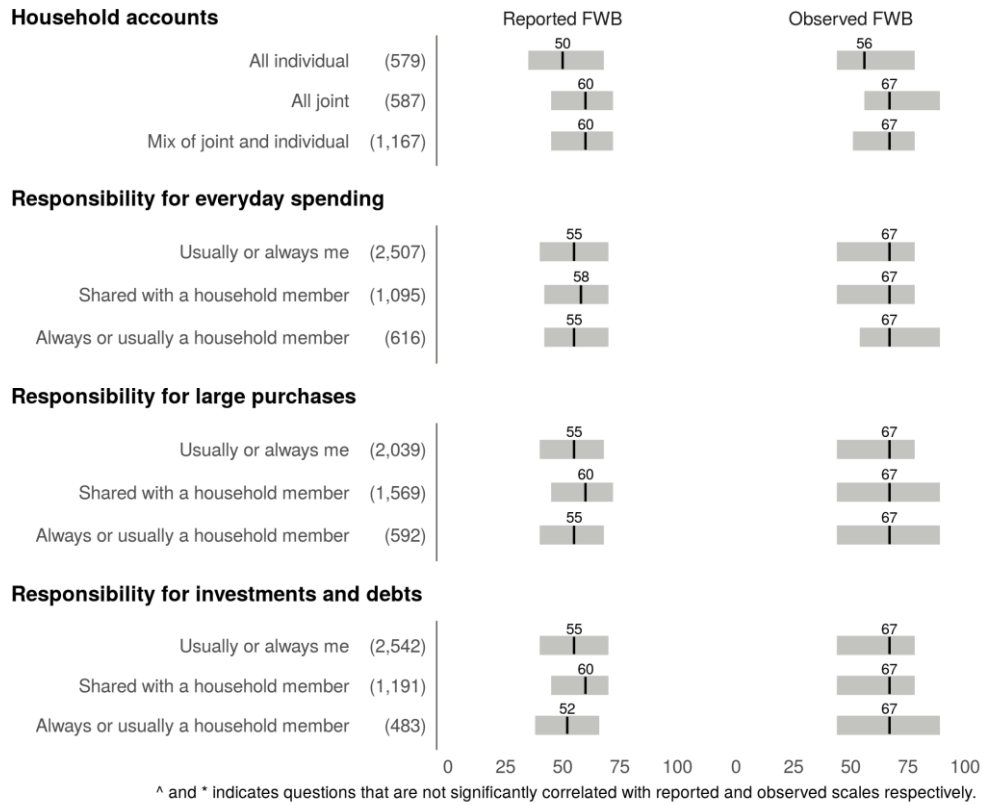 Household accounts Reported FWB Observed FWB
50 56
All individual (579)
60 67
All joint (587)
60 67
Mix of joint and individual (1,167)
Responsibility for everyday spending
55 67
Usually or always me (2,507)
58 67
Shared with a household member (1,095)
55 67
Always or usually a household member (616)
Responsibility for large purchases
55 67
Usually or always me (2,039)
60 67
Shared with a household member (1,569)
55 67
Always or usually a household member (592)
Responsibility for investments and debts
55 67
Usually or always me (2,542)
60 67
Shared with a household member (1,191)
52 67
Always or usually a household member (483)
0 25 50 75 100 0 25 50 75 100
^ and * indicates questions that are not significantly correlated with reported and observed scales respectively.